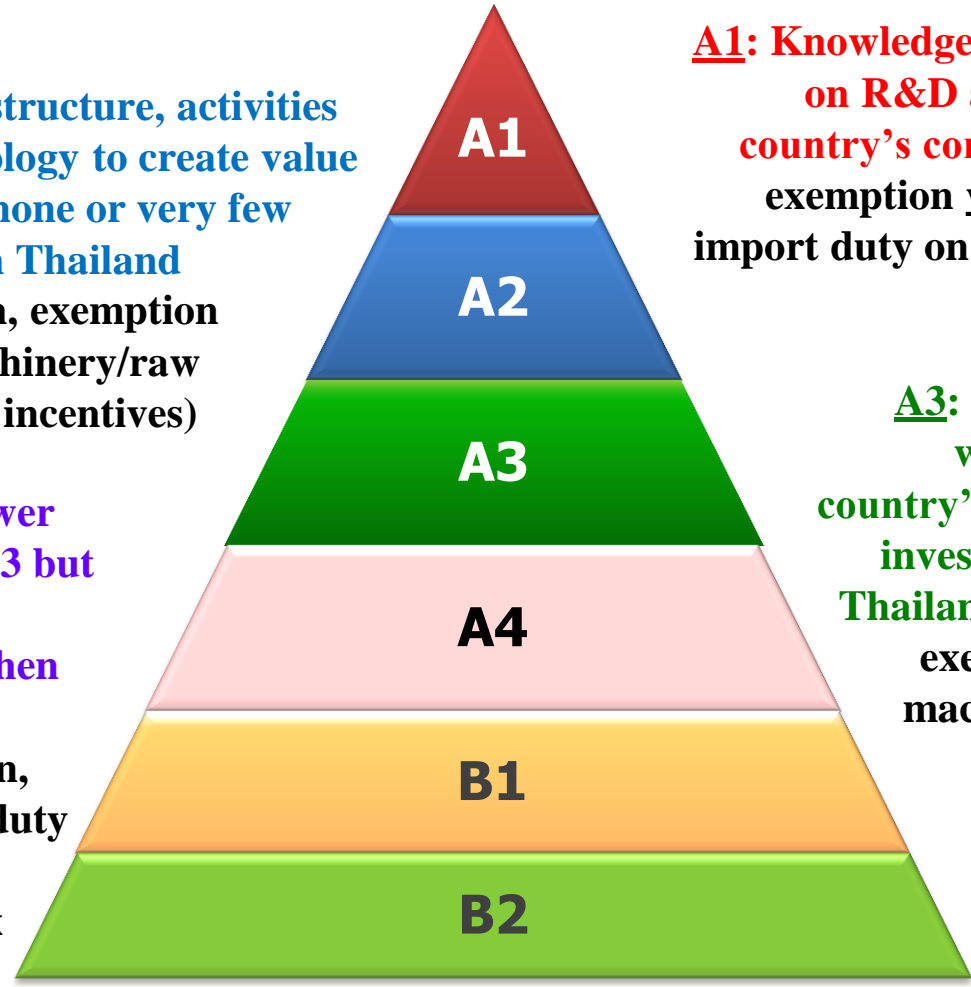 A1: Knowledge
on R&D
country's
exemption
import duty on
structure, activities
ology to create value
none or very few
Thailand
exemption
hinery/raw
incentives)
A3:
country's
inves
Thailan
exe
mac
wer
3 but
hen
n,
duty
A1
A2
A3
A4
B1
B2